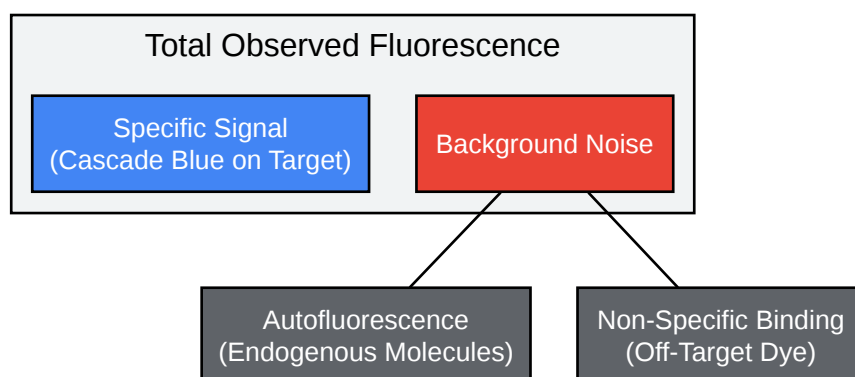 Total Observed Fluorescence
Specific Signal
(Cascade Blue on Target)
Background Noise
Autofluorescence
(Endogenous Molecules)
Non-Specific Binding
(Off-Target Dye)